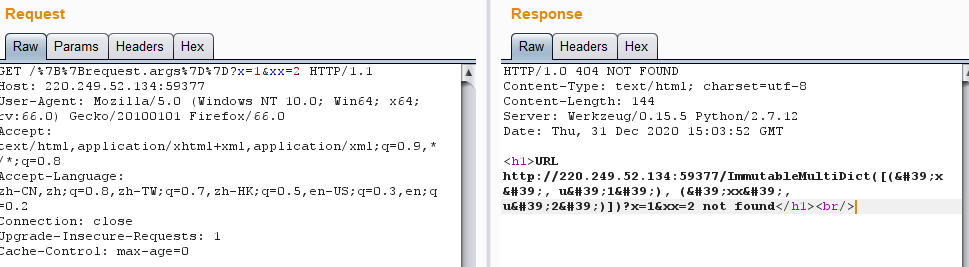 Request
Raw Params Headers Hex
GET /%7B%7Brequest.args%7D%7D?x=1&xx=2 HTTP/1.1
Host: 220.249.52.134:59377
User-Agent: Mozilla/5.0 (Windows NT 10.0; Win64; x64;
rv:66.0) Gecko/20100101 Firefox/66.0
Accept:
text/html,application/xhtml+xml,application/xml;q=0.9,*
/*;q=0.8
Accept-Language:
zh-CN,zh;q=0.8,zh-TW;q=0.7,zh-HK;q=0.5,en-US;q=0.3,en;q
=0.2
Connection: close
Upgrade-Insecure-Requests: 1
Cache-Control: max-age=0
Response
Raw Headers Hex
HTTP/1.0 404 NOT FOUND
Content-Type: text/html; charset=utf-8
Content-Length: 144
Server: Werkzeug/0.15.5 Python/2.7.12
Date: Thu, 31 Dec 2020 15:03:52 GMT
<h1>URL
http://220.249.52.134:59377/ImmutableMultiDict([(&#39;x
&#39;, u&#39;1&#39;), (&#39;xx&#39;,
u&#39;2&#39;)])?x=1&xx=2 not found</h1><br/>